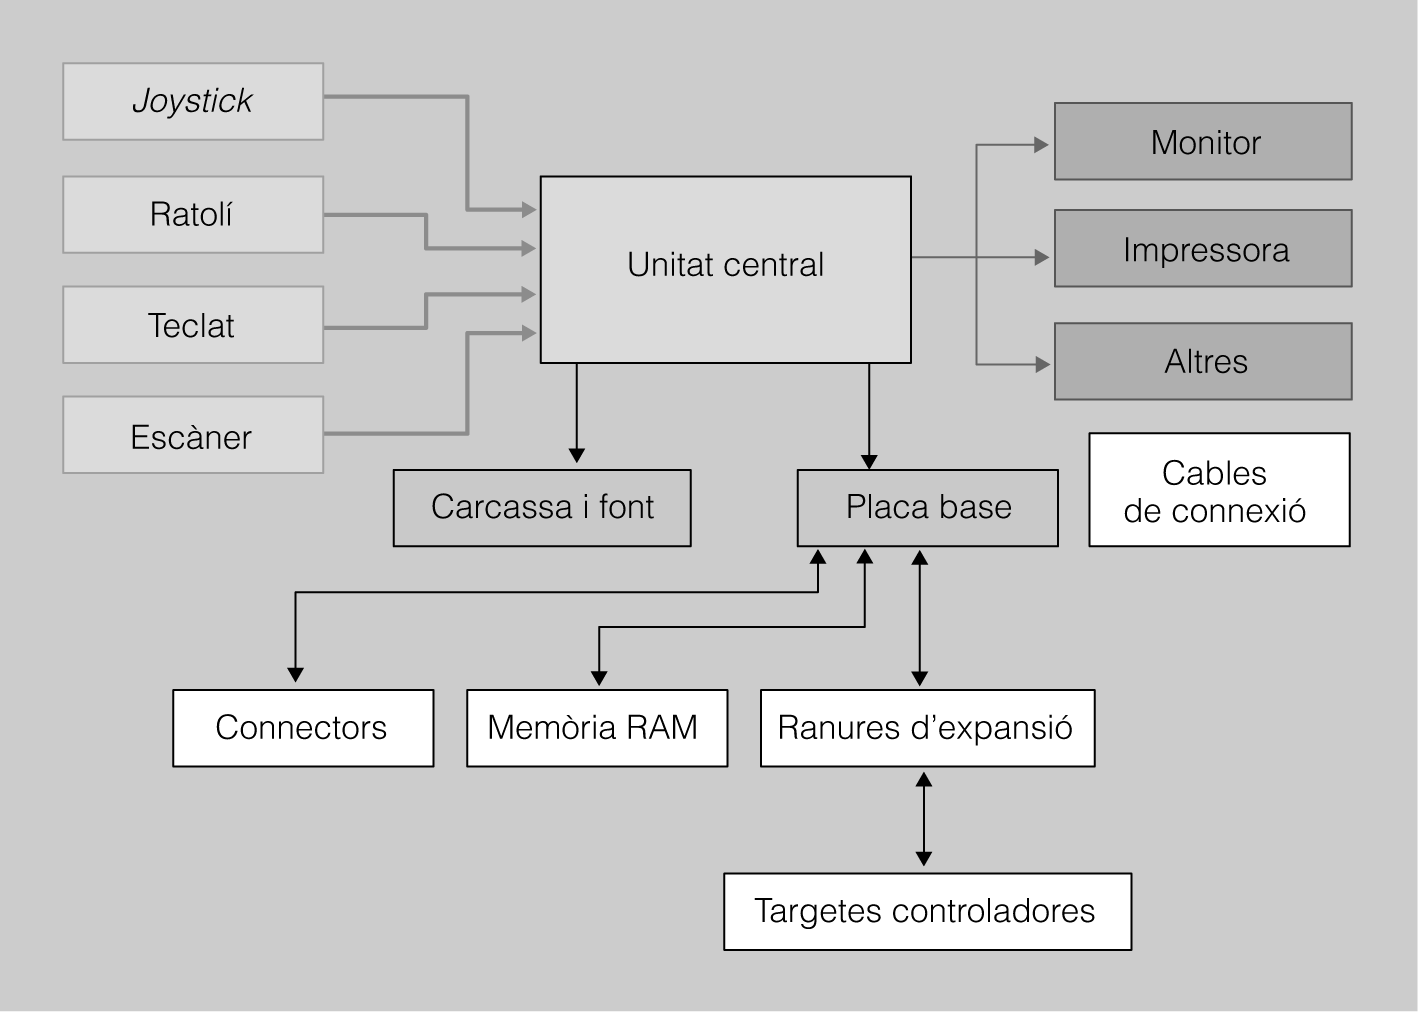 Joystick
Ratolí
Teclat
Escàner
Unitat central
Monitor
Impressora
Altres
Cables
de connexió
Carcassa i font
Placa base
Connectors
Memòria RAM
Ranures d’expansió
Targetes controladores